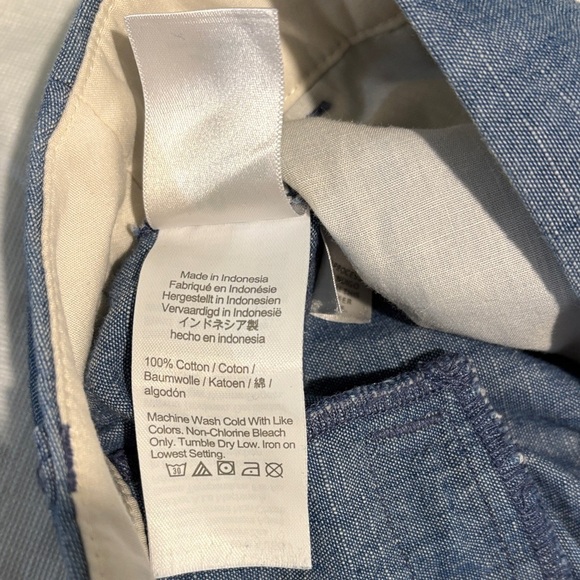 Made in Indonesia
Fabriqué en Indonésie
Hergestellt in Indonesien
Vervaardigd in Indonesië
インドネシア製
hecho en indonesia
100% Cotton / Coton /
Baumwolle / Katoen / 綿 /
algodón
Machine Wash Cold With Like
Colors. Non-Chlorine Bleach
Only. Tumble Dry Low. Iron on
Lowest Setting.
30